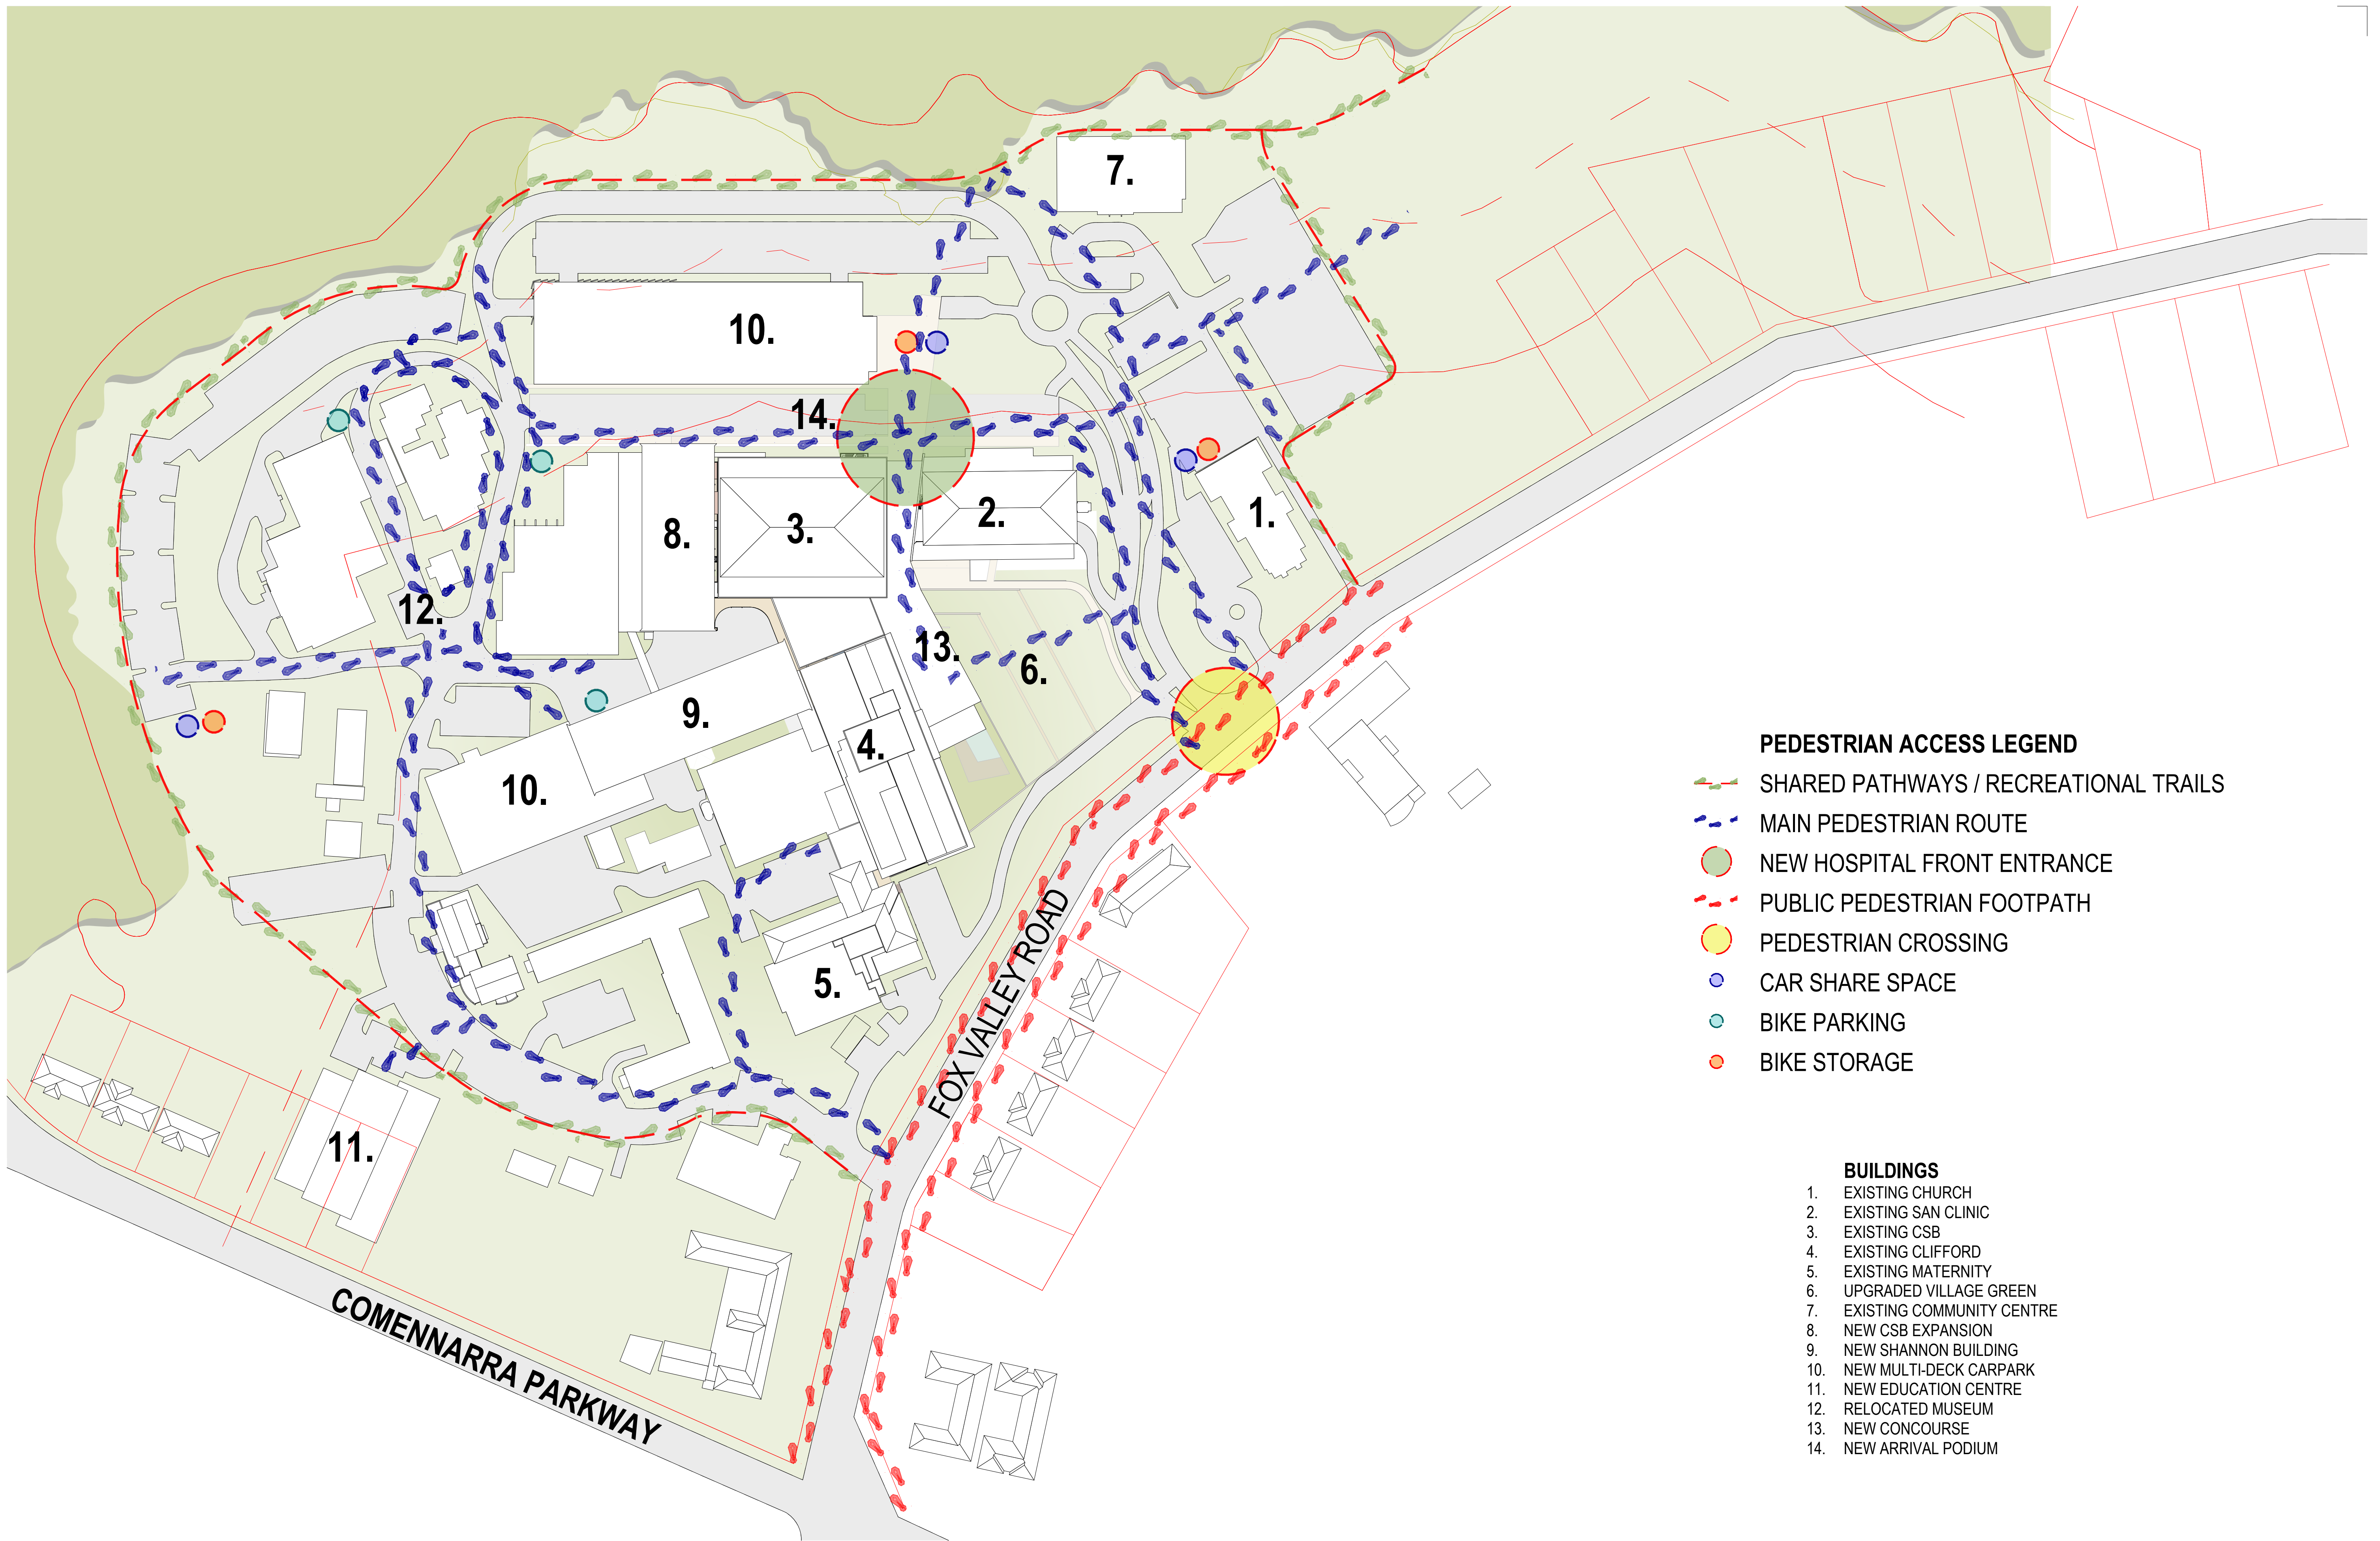 7.
10.
14.
2.
1.
8.
3.
12.
13.
6.
9.
4.
10.
5.
11.
FOX VALLEY ROAD
COMENNARRA PARKWAY
PEDESTRIAN ACCESS LEGEND
SHARED PATHWAYS / RECREATIONAL TRAILS
MAIN PEDESTRIAN ROUTE
NEW HOSPITAL FRONT ENTRANCE
PUBLIC PEDESTRIAN FOOTPATH
PEDESTRIAN CROSSING
CAR SHARE SPACE
BIKE PARKING
BIKE STORAGE
BUILDINGS
1. EXISTING CHURCH
2. EXISTING SAN CLINIC
3. EXISTING CSB
4. EXISTING CLIFFORD
5. EXISTING MATERNITY
6. UPGRADED VILLAGE GREEN
7. EXISTING COMMUNITY CENTRE
8. NEW CSB EXPANSION
9. NEW SHANNON BUILDING
10. NEW MULTI-DECK CARPARK
11. NEW EDUCATION CENTRE
12. RELOCATED MUSEUM
13. NEW CONCOURSE
14. NEW ARRIVAL PODIUM